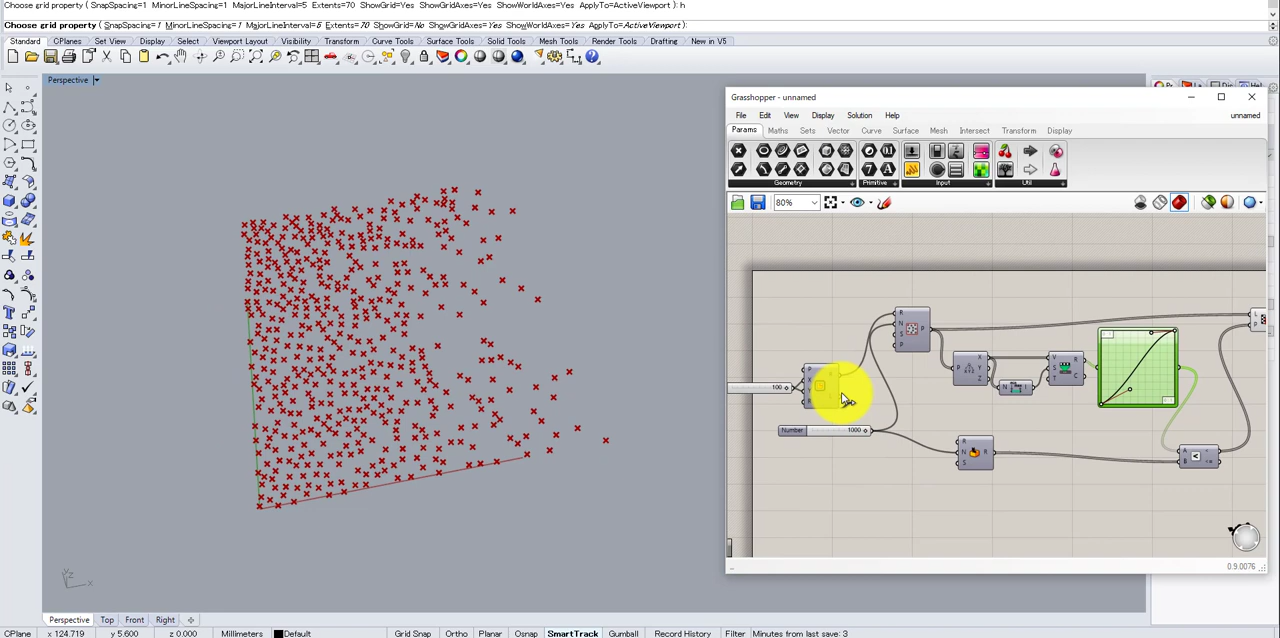 Choose grid property ( SnapSpacing=1 MinorLineSpacing=1 MajorLineInterval=5 Extents=70 ShowGrid=Yes ShowGridAxes=Yes ShowWorldAxes=Yes ApplyTo=ActiveViewport ): h
Choose grid property ( SnapSpacing=1 MinorLineSpacing=1 MajorLineInterval=5 Extents=70 ShowGrid=No ShowGridAxes=Yes ShowWorldAxes=Yes ApplyTo=ActiveViewport ):
Standard CPlanes Set View Display Select Viewport Layout Visibility Transform Curve Tools Surface Tools Solid Tools Mesh Tools Render Tools Drafting New in V5
Perspective
Grasshopper - unnamed
File Edit View Display Solution Help unnamed
Params Maths Sets Vector Curve Surface Mesh Intersect Transform Display
Geometry Primitive Input Util
80%
R
N
S
P
P
100
Number 1000
P
X
Y
Z
N I
V
S
T
R
C
L
P
R
N
S
R
A
B
<
0.9.0076
Z
Y
x
Perspective Top Front Right
CPlane x 124.719 y 5.600 z 0.000 Millimeters Default Grid Snap Ortho Planar Osnap SmartTrack Gumball Record History Filter Minutes from last save: 3